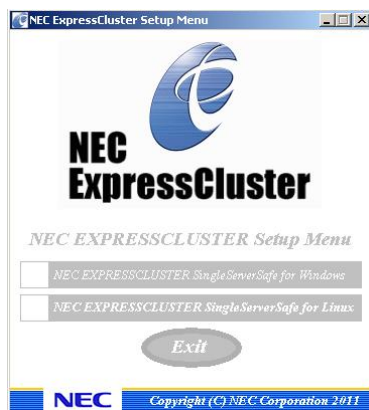 NEC ExpressCluster Setup Menu
NEC
ExpressCluster
NEC EXPRESSCLUSTER Setup Menu
NEC EXPRESSCLUSTER SingleServerSafe for Windows
NEC EXPRESSCLUSTER SingleServerSafe for Linux
Exit
NEC Copyright (C) NEC Corporation 2011